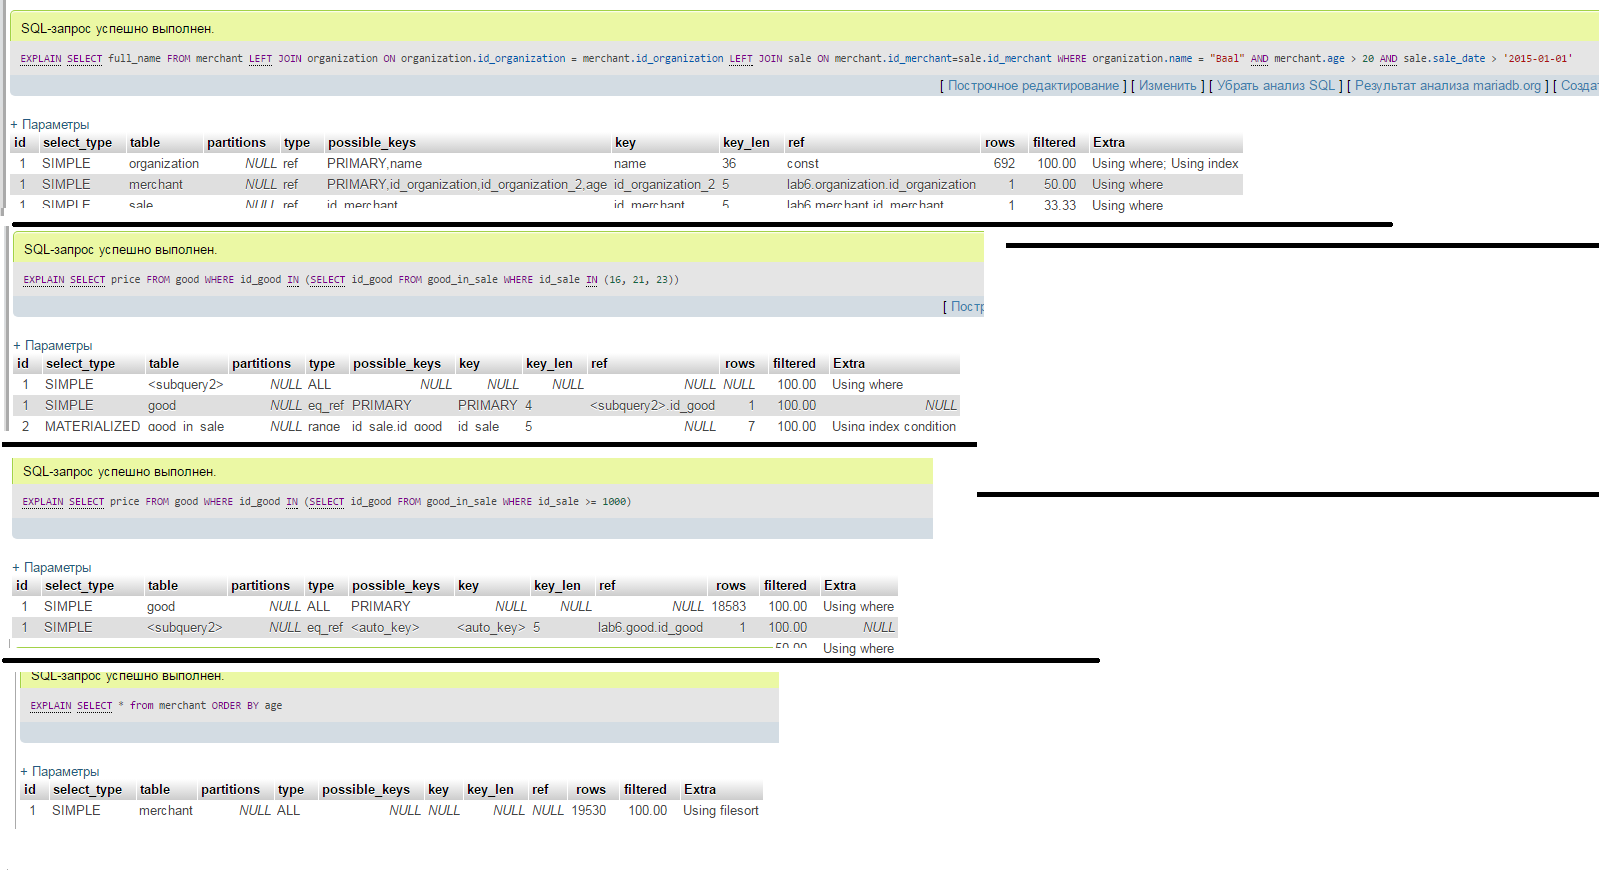 SQL-запрос успешно выполнен.
EXPLAIN SELECT full_name FROM merchant LEFT JOIN organization ON organization.id_organization = merchant.id_organization LEFT JOIN sale ON merchant.id_merchant=sale.id_merchant WHERE organization.name = "Baal" AND merchant.age > 20 AND sale.sale_date > '2015-01-01'
[ Построчное редактирование ] [ Изменить ] [ Убрать анализ SQL ] [ Результат анализа mariadb.org ] [ Создат
+ Параметры
id select_type table partitions type possible_keys key key_len ref rows filtered Extra
1 SIMPLE organization NULL ref PRIMARY,name name 36 const 692 100.00 Using where; Using index
1 SIMPLE merchant NULL ref PRIMARY,id_organization,id_organization_2,age id_organization_2 5 lab6.organization.id_organization 1 50.00 Using where
1 SIMPLE sale NULL ref id_merchant id_merchant 5 lab6.merchant.id_merchant 1 33.33 Using where
SQL-запрос успешно выполнен.
EXPLAIN SELECT price FROM good WHERE id_good IN (SELECT id_good FROM good_in_sale WHERE id_sale IN (16, 21, 23))
[ Постр
+ Параметры
id select_type table partitions type possible_keys key key_len ref rows filtered Extra
1 SIMPLE <subquery2> NULL ALL NULL NULL NULL NULL NULL 100.00 Using where
1 SIMPLE good NULL eq_ref PRIMARY PRIMARY 4 <subquery2>.id_good 1 100.00 NULL
2 MATERIALIZED good_in_sale NULL range id_sale,id_good id_sale 5 NULL 7 100.00 Using index condition
SQL-запрос успешно выполнен.
EXPLAIN SELECT price FROM good WHERE id_good IN (SELECT id_good FROM good_in_sale WHERE id_sale >= 1000)
+ Параметры
id select_type table partitions type possible_keys key key_len ref rows filtered Extra
1 SIMPLE good NULL ALL PRIMARY NULL NULL NULL 18583 100.00 Using where
1 SIMPLE <subquery2> NULL eq_ref <auto_key> <auto_key> 5 lab6.good.id_good 1 100.00 NULL
50.00 Using where
SQL-запрос успешно выполнен.
EXPLAIN SELECT * from merchant ORDER BY age
+ Параметры
id select_type table partitions type possible_keys key key_len ref rows filtered Extra
1 SIMPLE merchant NULL ALL NULL NULL NULL NULL 19530 100.00 Using filesort